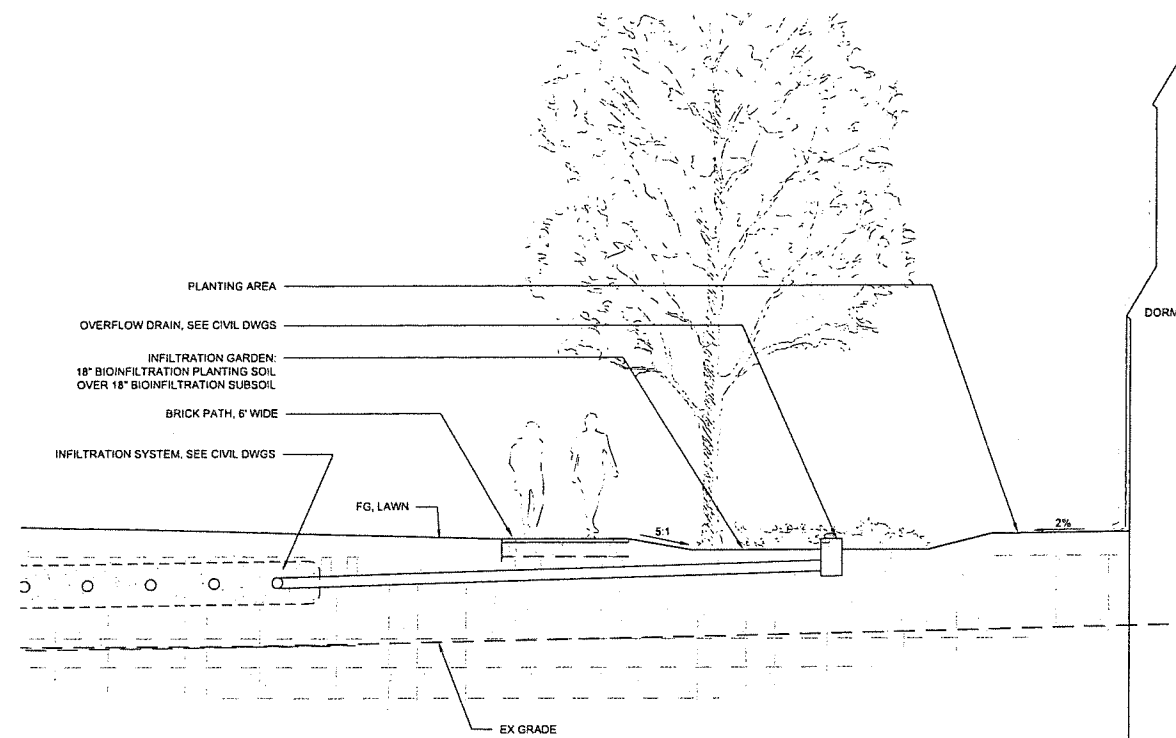 PLANTING AREA
DORM
OVERFLOW DRAIN, SEE CIVIL DWGS
INFILTRATION GARDEN:
18" BIOINFILTRATION PLANTING SOIL
OVER 18" BIOINFILTRATION SUBSOIL
BRICK PATH, 6' WIDE
INFILTRATION SYSTEM, SEE CIVIL DWGS
FG, LAWN
5:1
2%
EX GRADE